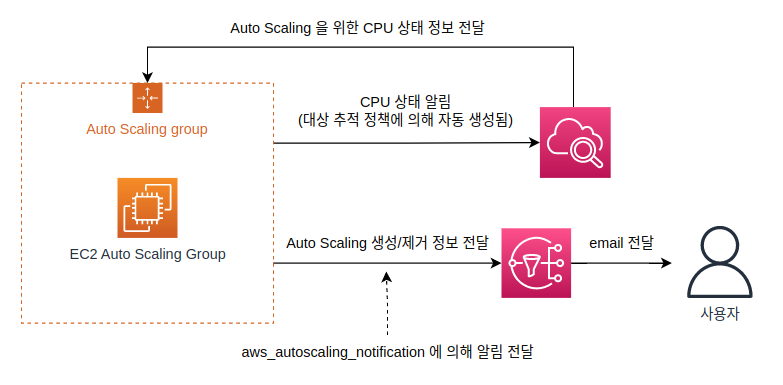 Auto Scaling 을 위한 CPU 상태 정보 전달
CPU 상태 알림
(대상 추적 정책에 의해 자동 생성됨)
Auto Scaling group
EC2 Auto Scaling Group
Auto Scaling 생성/제거 정보 전달
email 전달
사용자
aws_autoscaling_notification 에 의해 알림 전달